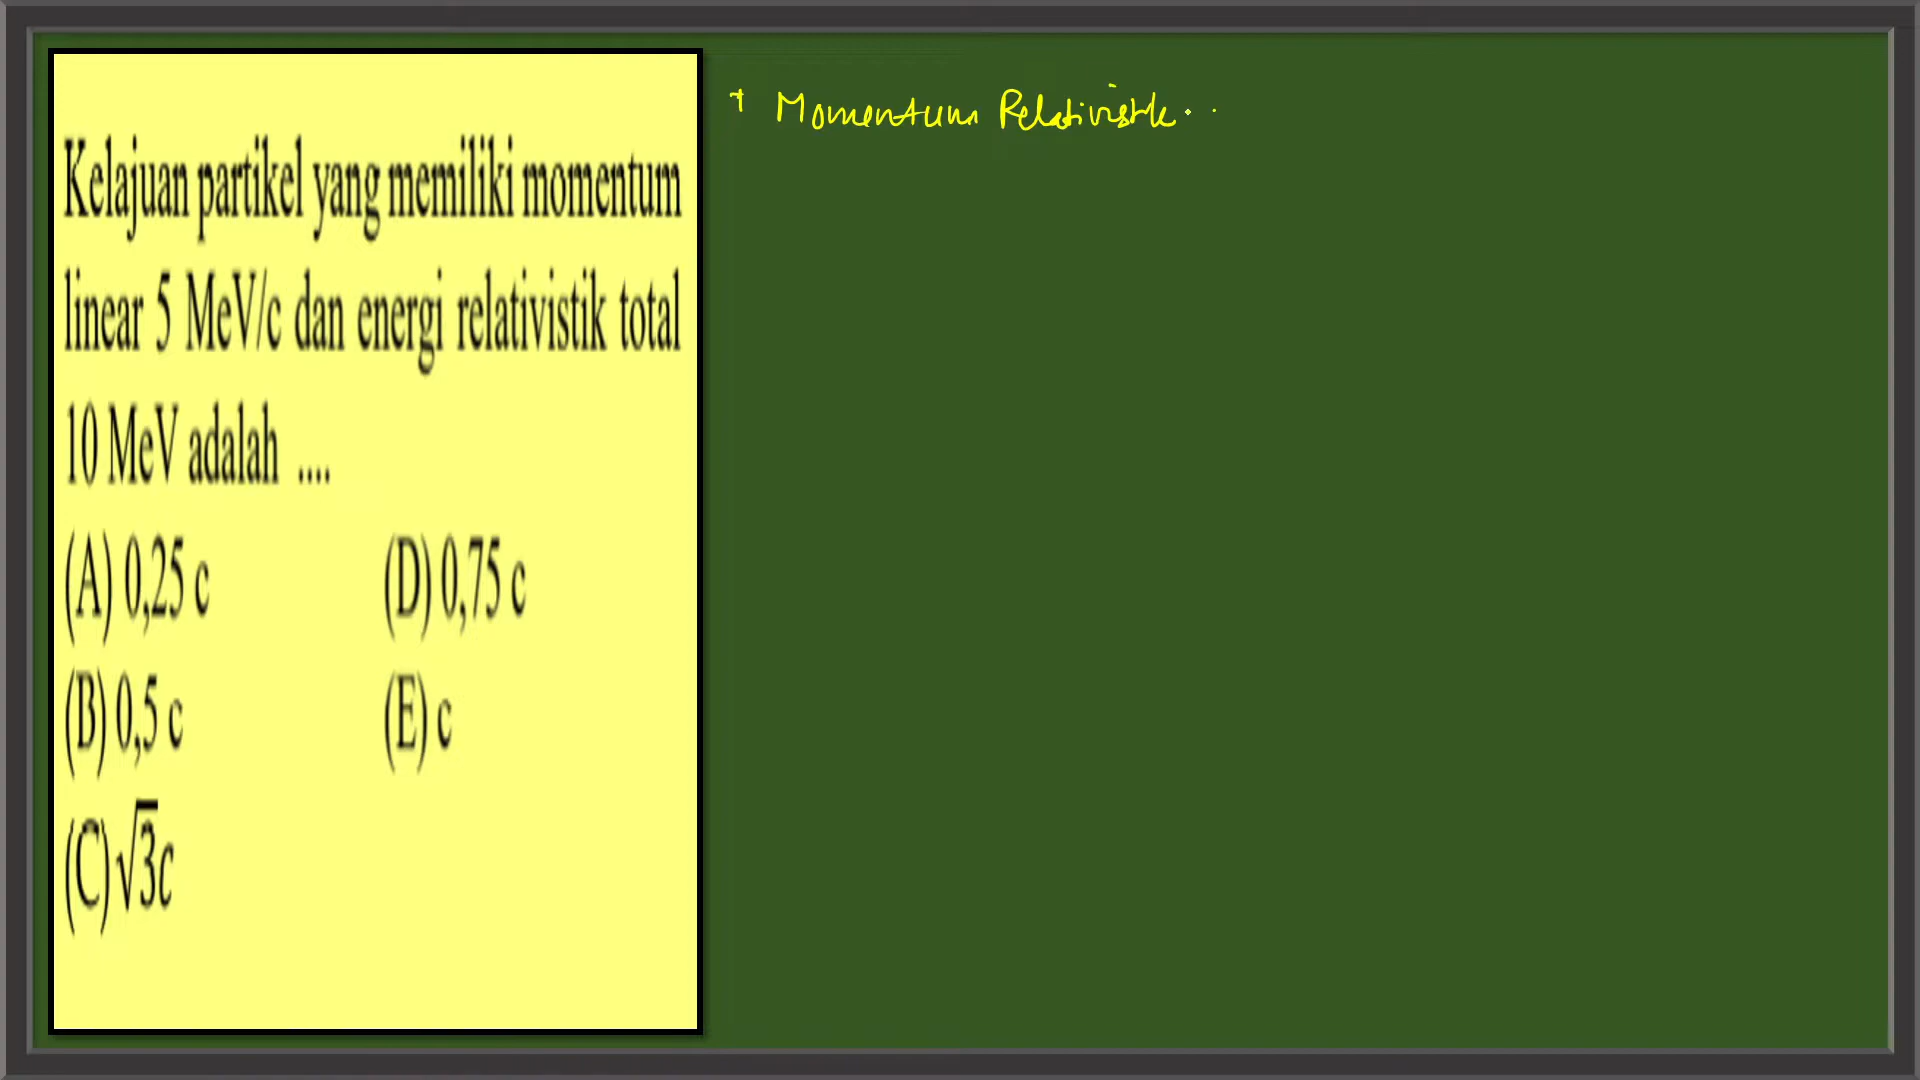 Kelajuan partikel yang memiliki momentum
linear 5 MeV/c dan energi relativistik total
10 MeV adalah ....
(A) 0,25 c (D) 0,75 c
(B) 0,5 c (E) c
(C) √3c
* Momentum Relativistik . .